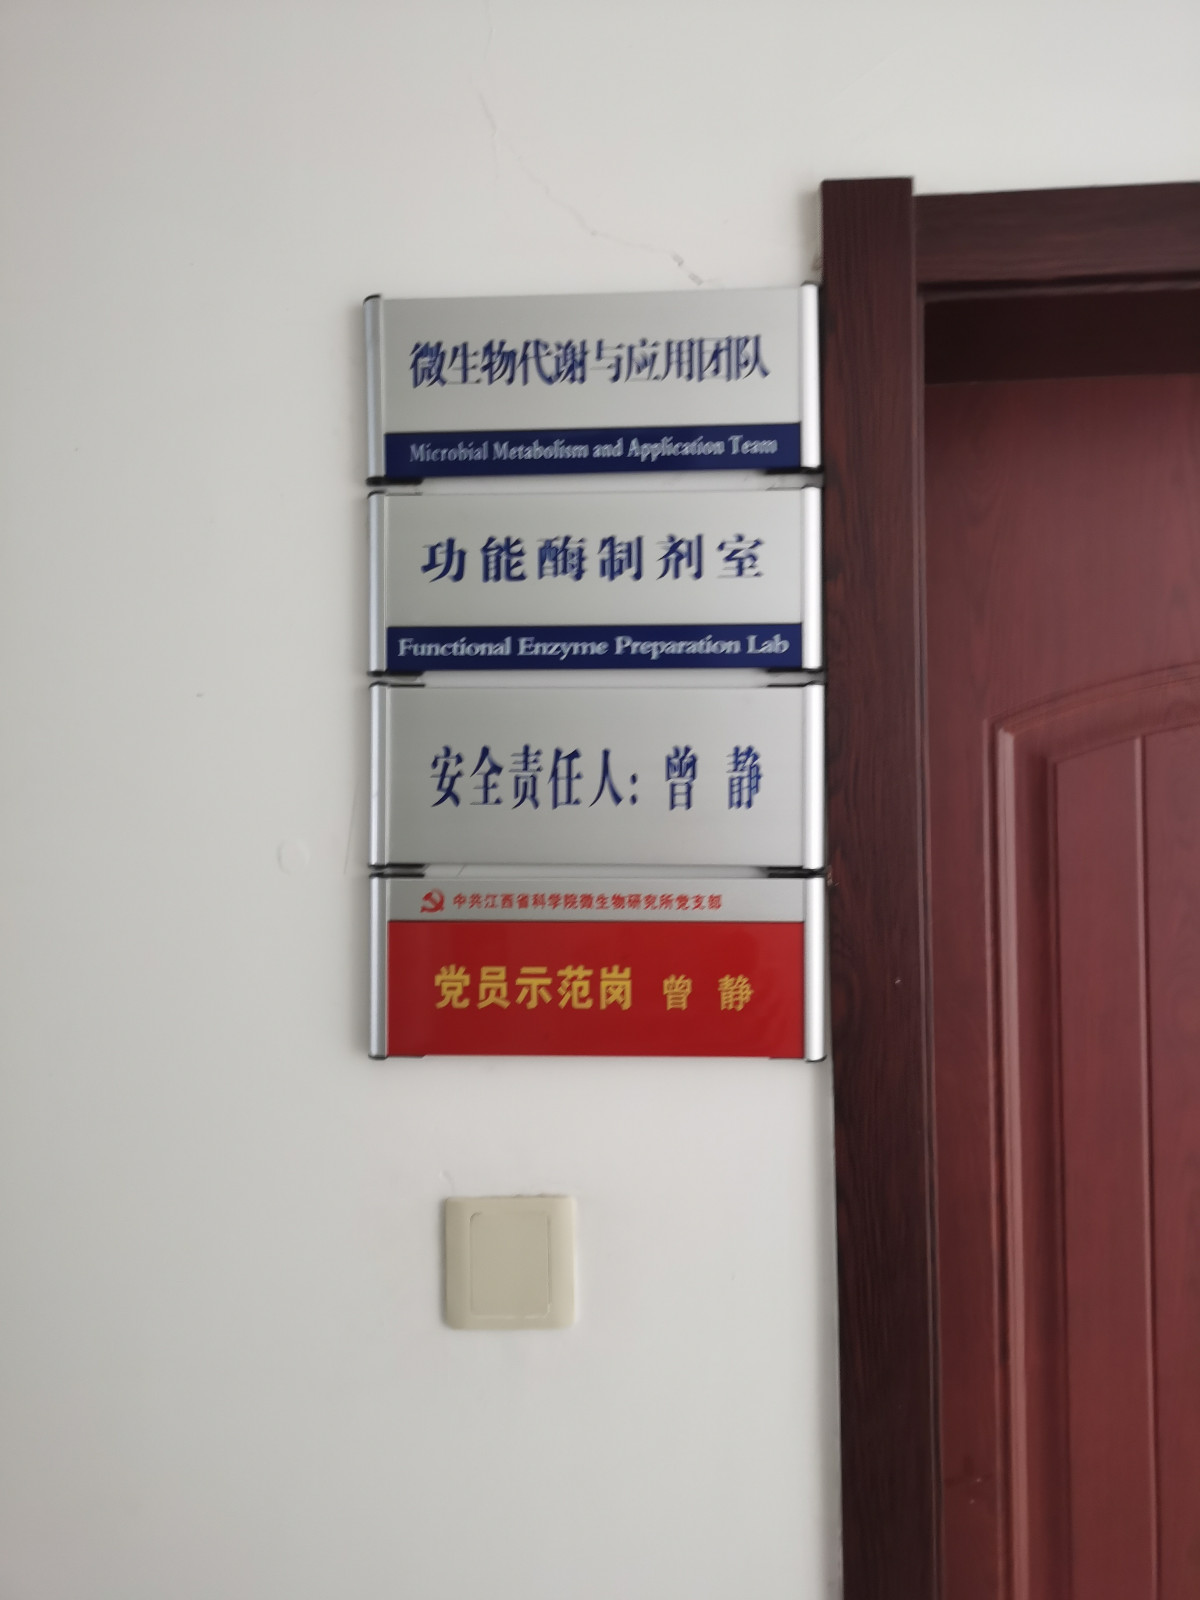 微生物代谢与应用团队
Microbial Metabolism and Application Team
功能酶制剂室
Functional Enzyme Preparation Lab
安全责任人: 曾 静
中共江西省科学院微生物研究所党支部
党员示范岗 曾 静